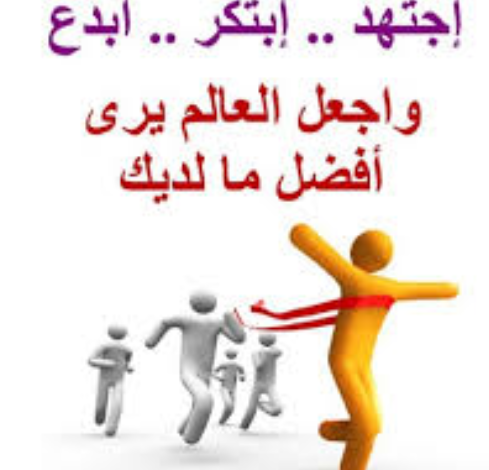 إجتهد .. إبتكر .. ابدع
واجعل العالم يرى
أفضل ما لديك